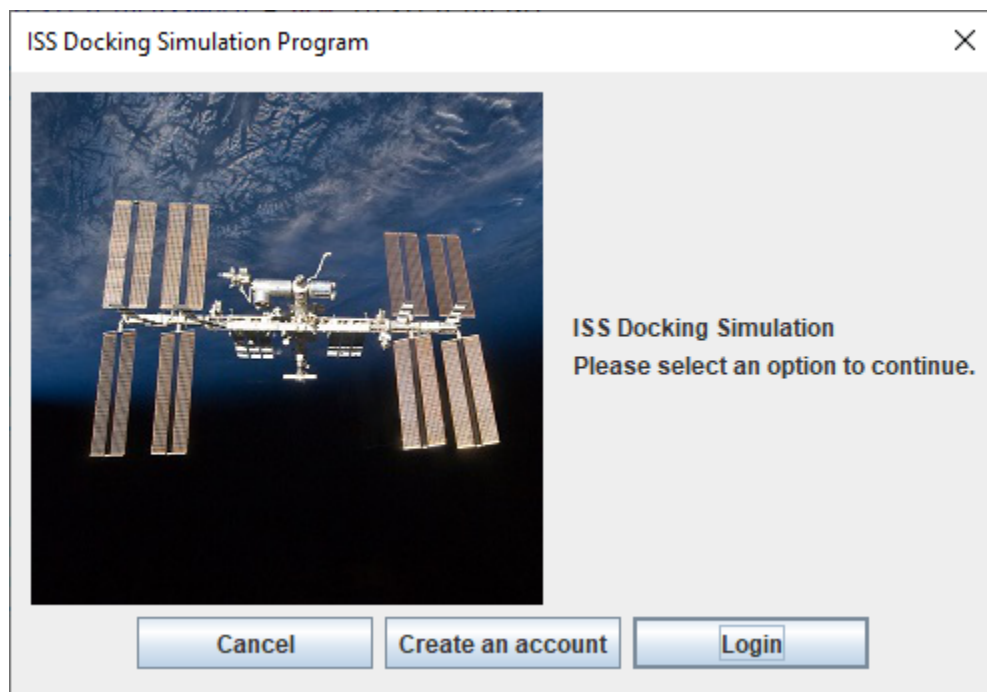 ISS Docking Simulation Program
ISS Docking Simulation
Please select an option to continue.
Cancel
Create an account
Login